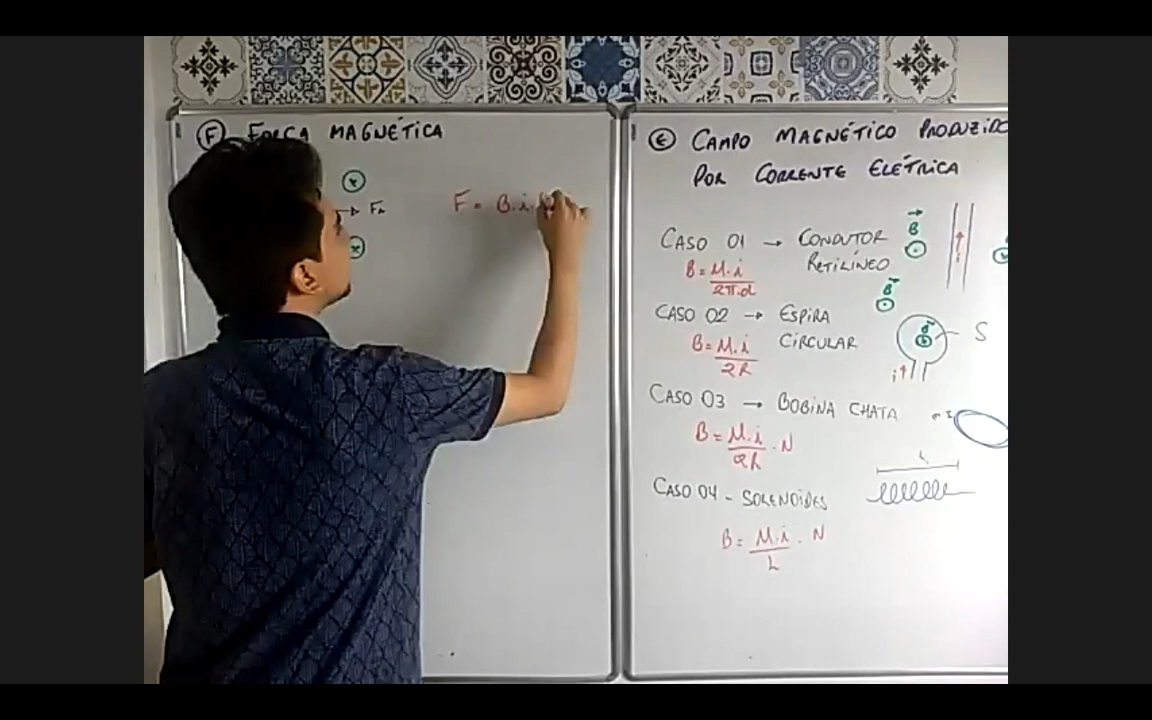 F FORÇA MAGNÉTICA
Fm
F = B.i.
E CAMPO MAGNÉTICO PRODUZIDO
POR CORRENTE ELÉTRICA
CASO 01 → CONDUTOR
RETILÍNEO
B = μ.i
2π.d
B
i
B
CASO 02 → ESPIRA
CIRCULAR
B = μ.i
2R
B
S
i
CASO 03 → BOBINA CHATA
B = μ.i . N
2R
CASO 04 - SOLENOIDES
L
B = μ.i . N
L